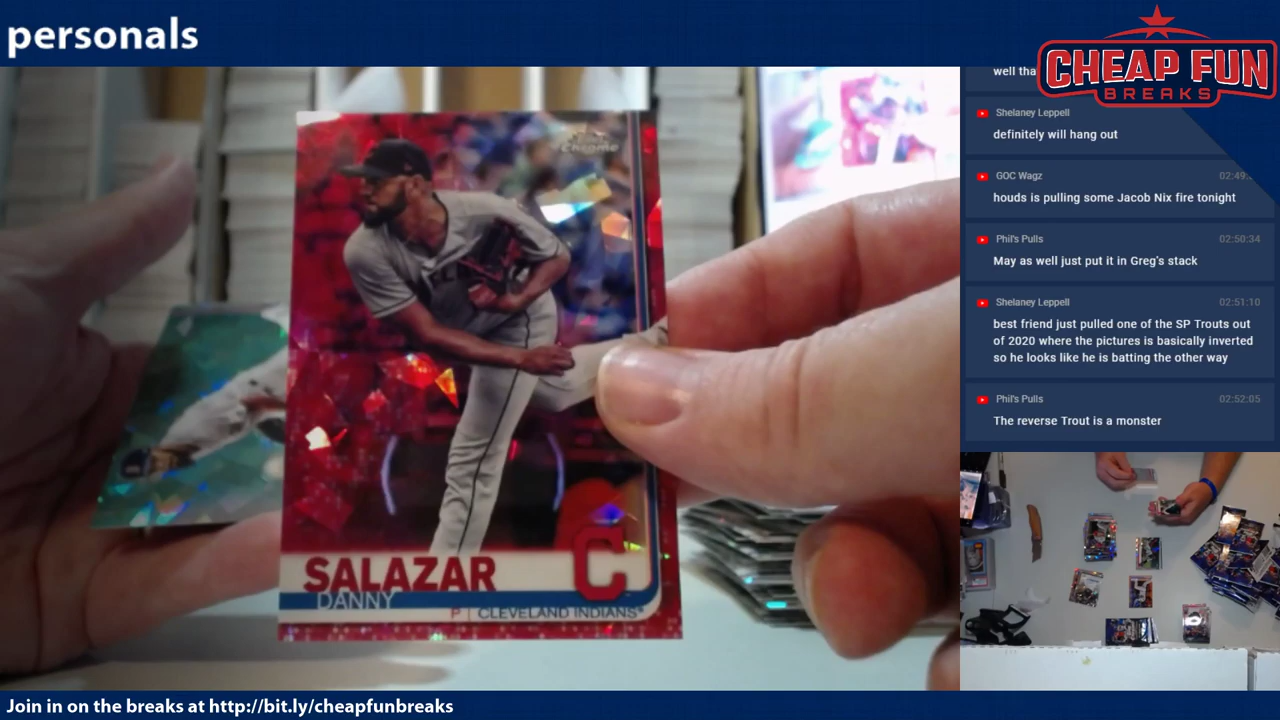 personals
CHEAP FUN
BREAKS
well tha
Shelaney Leppell
definitely will hang out
GOC Wagz 02:49:
houds is pulling some Jacob Nix fire tonight
Phil's Pulls 02:50:34
May as well just put it in Greg's stack
Shelaney Leppell 02:51:10
best friend just pulled one of the SP Trouts out
of 2020 where the pictures is basically inverted
so he looks like he is batting the other way
Phil's Pulls 02:52:05
The reverse Trout is a monster
Chrome
SALAZAR
C
DANNY
P | CLEVELAND INDIANS
Join in on the breaks at http://bit.ly/cheapfunbreaks